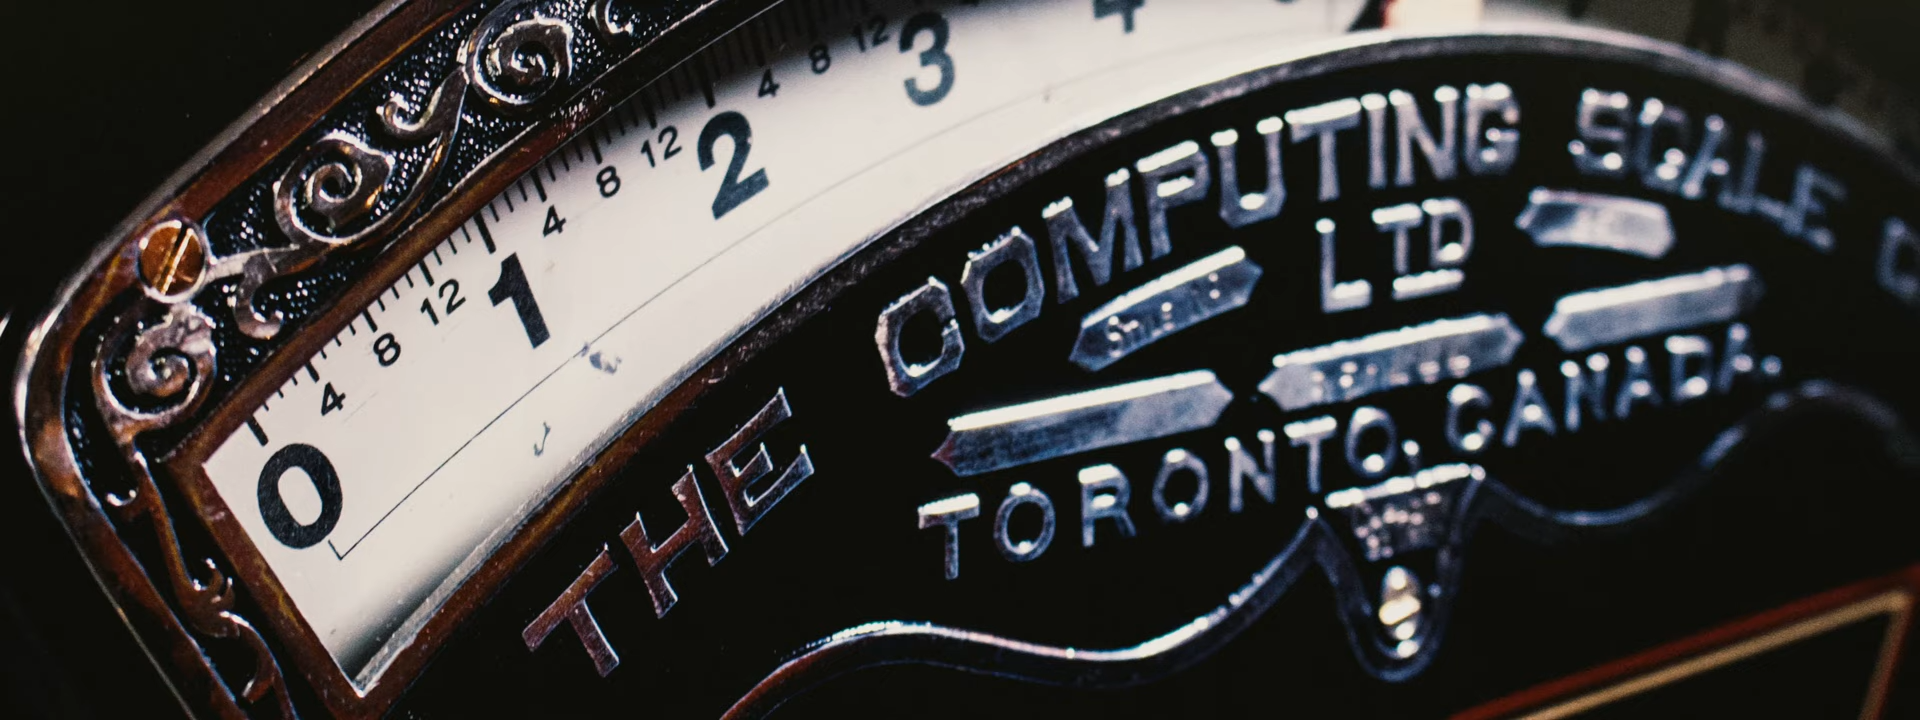 0 4 8 12 1 4 8 12 2 4 8 12 3 4
THE COMPUTING SCALE
LTD
TORONTO, CANADA.